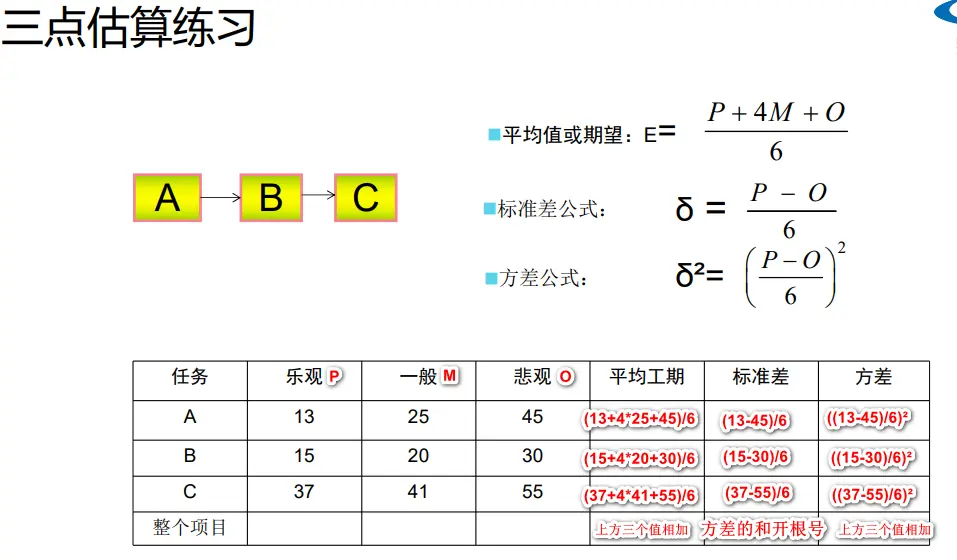 三点估算练习
■平均值或期望：E= (P + 4M + O)/6
A → B → C
■标准差公式： δ = (P − O)/6
■方差公式： δ²= ((P − O)/6)²
任务 乐观 P 一般 M 悲观 O 平均工期 标准差 方差
A 13 25 45 (13+4*25+45)/6 (13-45)/6 ((13-45)/6)²
B 15 20 30 (15+4*20+30)/6 (15-30)/6 ((15-30)/6)²
C 37 41 55 (37+4*41+55)/6 (37-55)/6 ((37-55)/6)²
整个项目 上方三个值相加 方差的和开根号 上方三个值相加